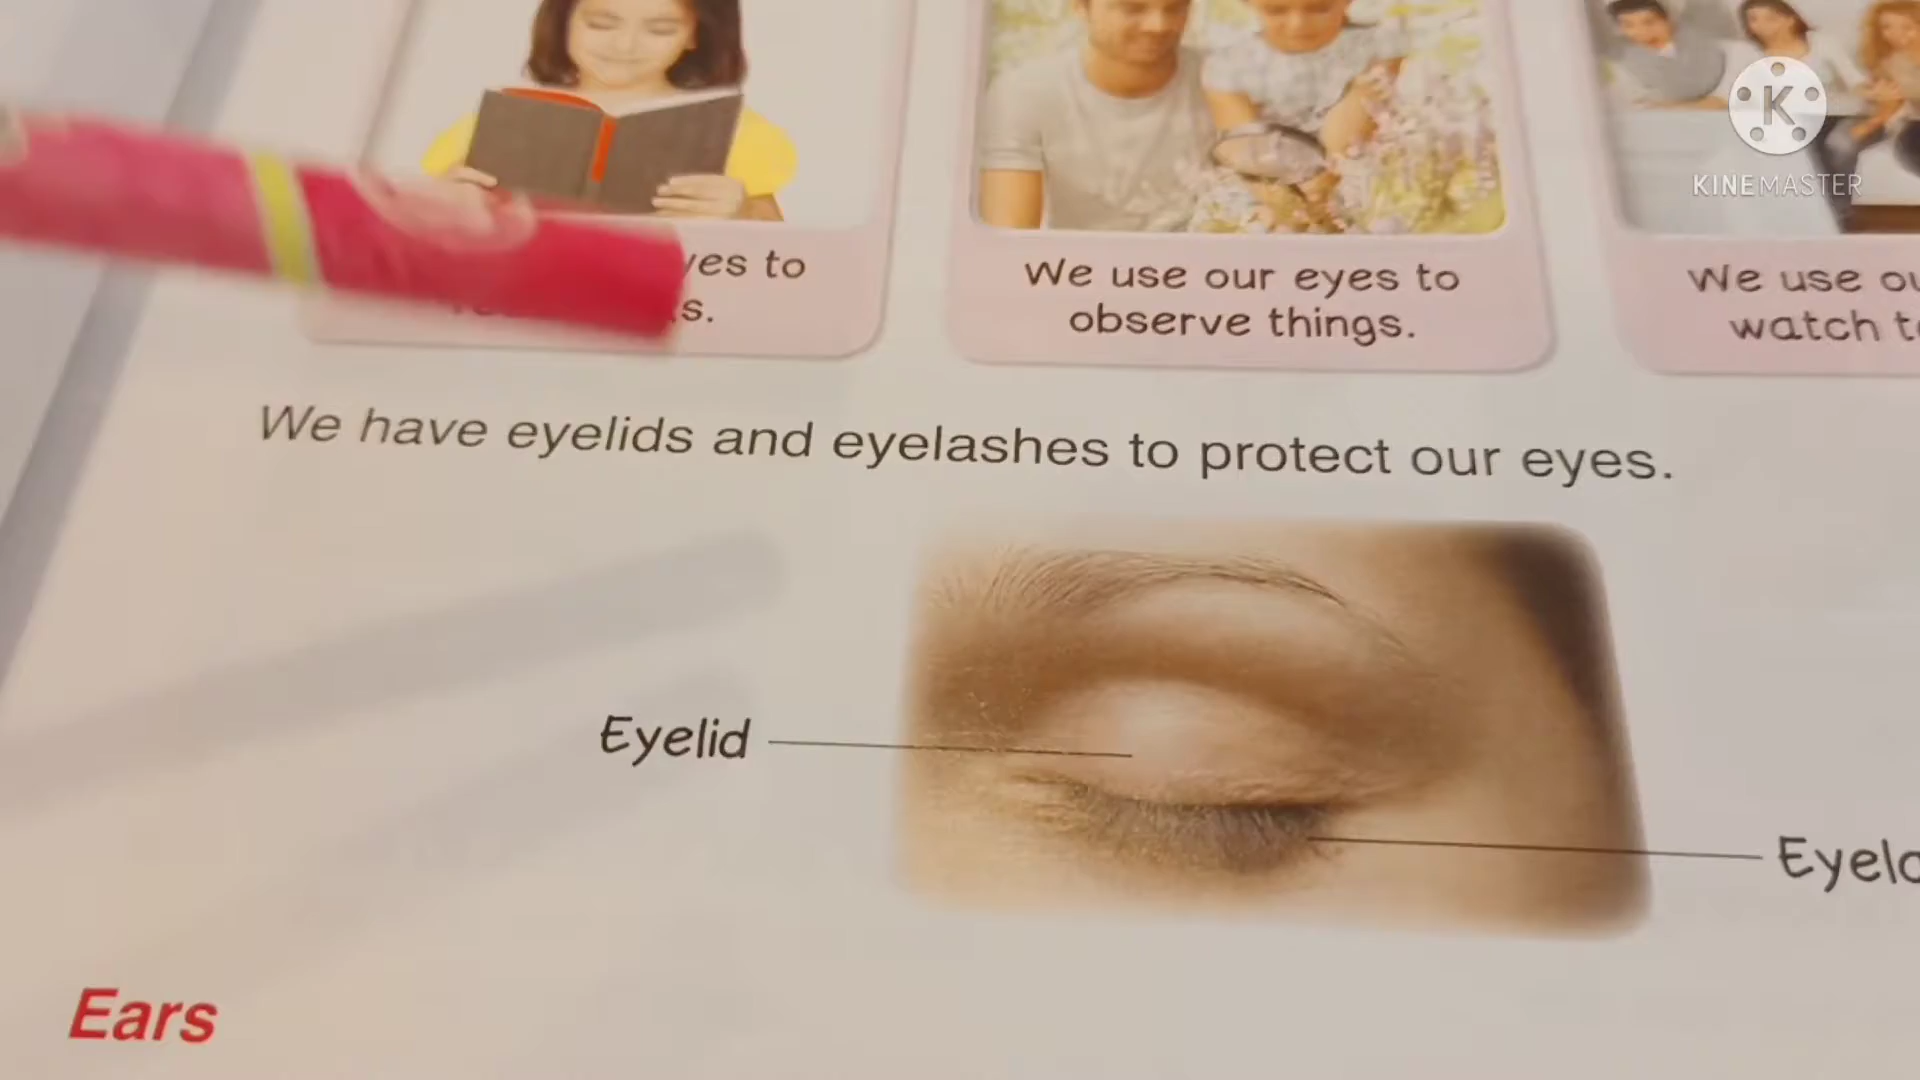 KINEMASTER
yes to
s.
We use our eyes to
observe things.
We use ou
watch t
We have eyelids and eyelashes to protect our eyes.
Eyelid
Eyela
Ears